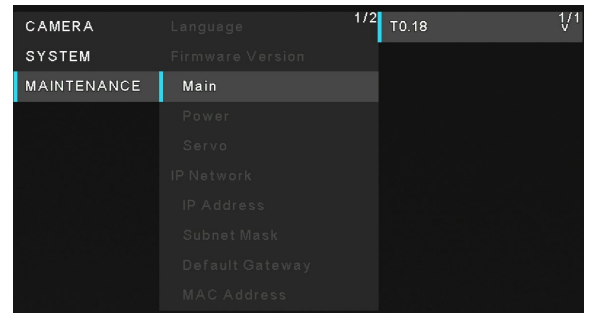 CAMERA
SYSTEM
MAINTENANCE
Language 1/2
Firmware Version
Main
Power
Servo
IP Network
IP Address
Subnet Mask
Default Gateway
MAC Address
T0.18 1/1
v